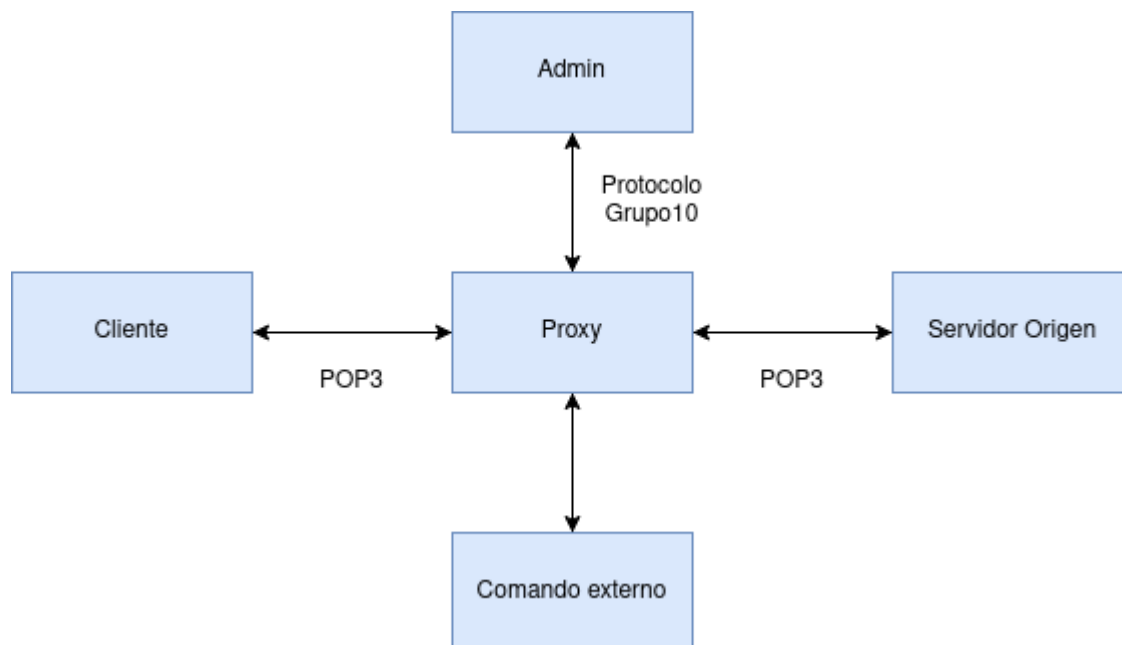 Admin
Protocolo
Grupo10
Cliente
Proxy
Servidor Origen
POP3
POP3
Comando externo